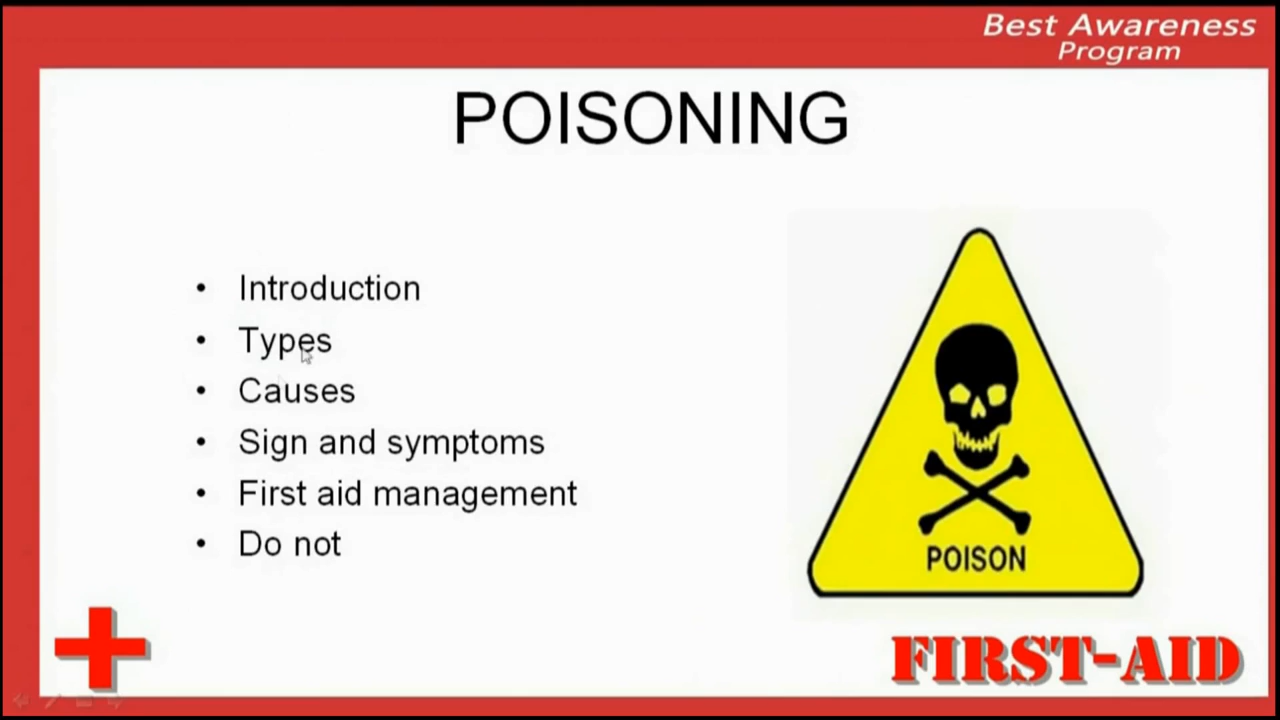 Best Awareness
Program
POISONING
• Introduction
• Types
• Causes
• Sign and symptoms
• First aid management
• Do not
POISON
FIRST-AID